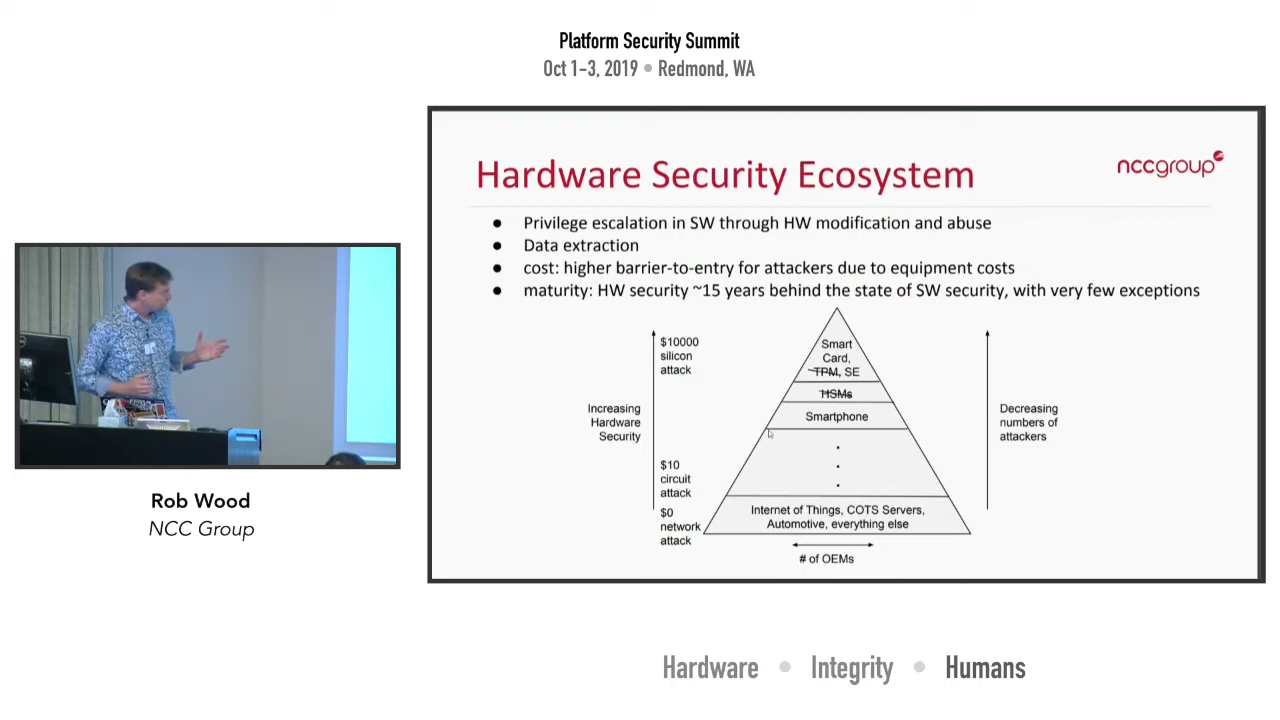 Platform Security Summit
Oct 1-3, 2019 • Redmond, WA
Hardware Security Ecosystem
nccgroup
● Privilege escalation in SW through HW modification and abuse
● Data extraction
● cost: higher barrier-to-entry for attackers due to equipment costs
● maturity: HW security ~15 years behind the state of SW security, with very few exceptions
$10000
silicon
attack
Increasing
Hardware
Security
$10
circuit
attack
$0
network
attack
Smart
Card,
TPM, SE
HSMs
Smartphone
Internet of Things, COTS Servers,
Automotive, everything else
# of OEMs
Decreasing
numbers of
attackers
Rob Wood
NCC Group
Hardware • Integrity • Humans